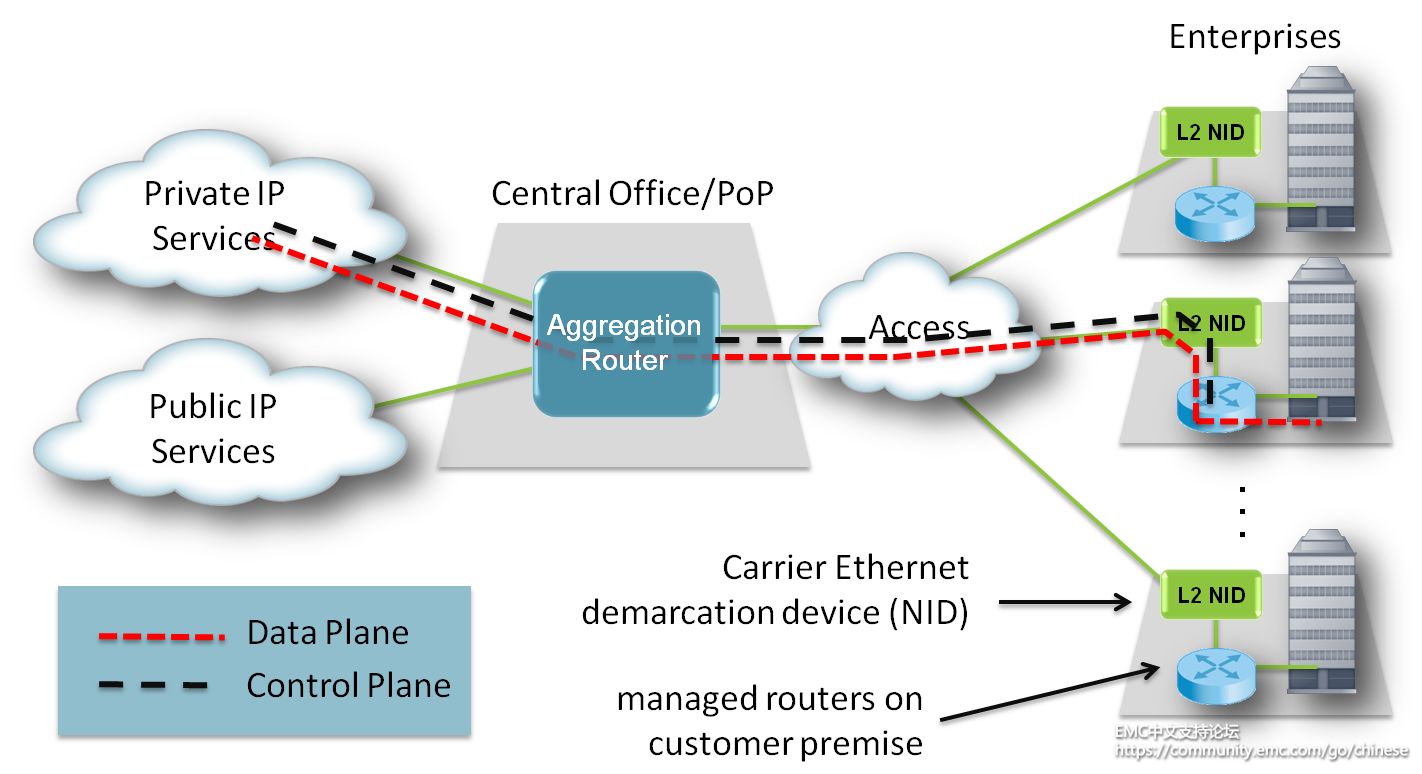 Enterprises
L2 NID
Private IP
Services
Central Office/PoP
Aggregation
Router
Access
L2 NID
Public IP
Services
Carrier Ethernet
demarcation device (NID)
L2 NID
Data Plane
Control Plane
managed routers on
customer premise
EMC中文支持论坛
https://community.emc.com/go/chinese